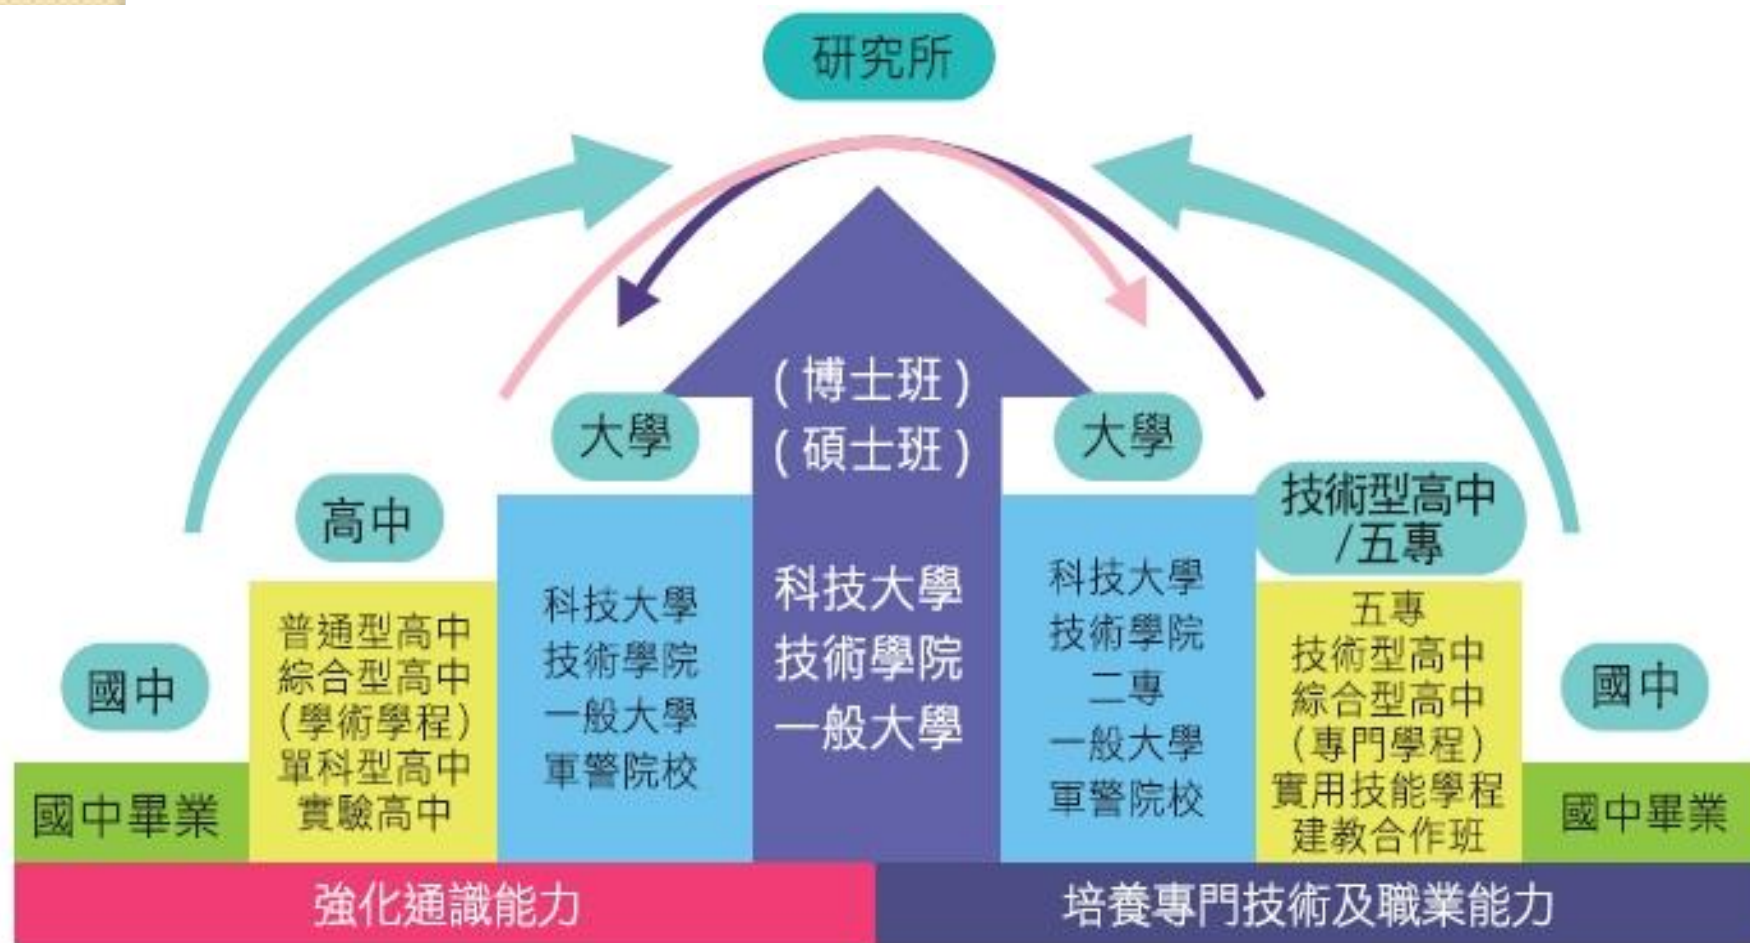 研究所
(博士班)
(碩士班)
科技大學
技術學院
一般大學
大學
科技大學
技術學院
一般大學
軍警院校
高中
普通型高中
綜合型高中
(學術學程)
單科型高中
實驗高中
國中
國中畢業
大學
科技大學
技術學院
二專
一般大學
軍警院校
技術型高中
/五專
五專
技術型高中
綜合型高中
(專門學程)
實用技能學程
建教合作班
國中
國中畢業
強化通識能力
培養專門技術及職業能力